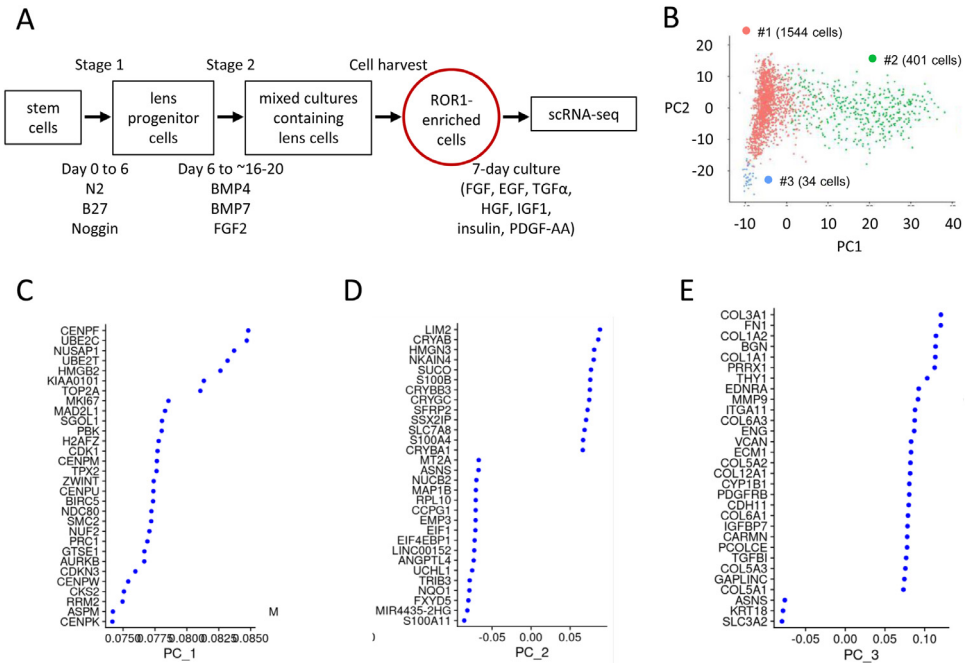 A
Stage 1
Stage 2
Cell harvest
stem
cells
lens
progenitor
cells
mixed cultures
containing
lens cells
ROR1-
enriched
cells
scRNA-seq
Day 0 to 6
N2
B27
Noggin
Day 6 to ~16-20
BMP4
BMP7
FGF2
7-day culture
(FGF, EGF, TGFα,
HGF, IGF1,
insulin, PDGF-AA)
B
#1 (1544 cells)
#2 (401 cells)
#3 (34 cells)
PC2
20
10
0
-10
-20
-10 0 10 20 30 40
PC1
C
CENPF
UBE2C
NUSAP1
UBE2T
HMGB2
KIAA0101
TOP2A
MKI67
MAD2L1
SGOL1
PBK
H2AFZ
CDK1
CENPM
TPX2
ZWINT
CENPU
BIRC5
NDC80
SMC2
NUF2
PRC1
GTSE1
AURKB
CDKN3
CENPW
CKS2
RRM2
ASPM
CENPK
0.0750 0.0775 0.0800 0.0825 0.0850
PC_1
M
D
LIM2
CRYAB
HMGN3
NKAIN4
SUCO
S100B
CRYBB3
CRYGC
SFRP2
SSX2IP
SLC7A8
S100A4
CRYBA1
MT2A
ASNS
NUCB2
MAP1B
RPL10
CCPG1
EMP3
EIF1
EIF4EBP1
LINC00152
ANGPTL4
UCHL1
TRIB3
NQO1
FXYD5
MIR4435-2HG
S100A11
-0.05 0.00 0.05
PC_2
E
COL3A1
FN1
COL1A2
BGN
COL1A1
PRRX1
THY1
EDNRA
MMP9
ITGA11
COL6A3
ENG
VCAN
ECM1
COL5A2
COL12A1
CYP1B1
PDGFRB
CDH11
COL6A1
IGFBP7
CARMN
PCOLCE
TGFBI
COL5A3
GAPLINC
COL5A1
ASNS
KRT18
SLC3A2
-0.05 0.00 0.05 0.10
PC_3